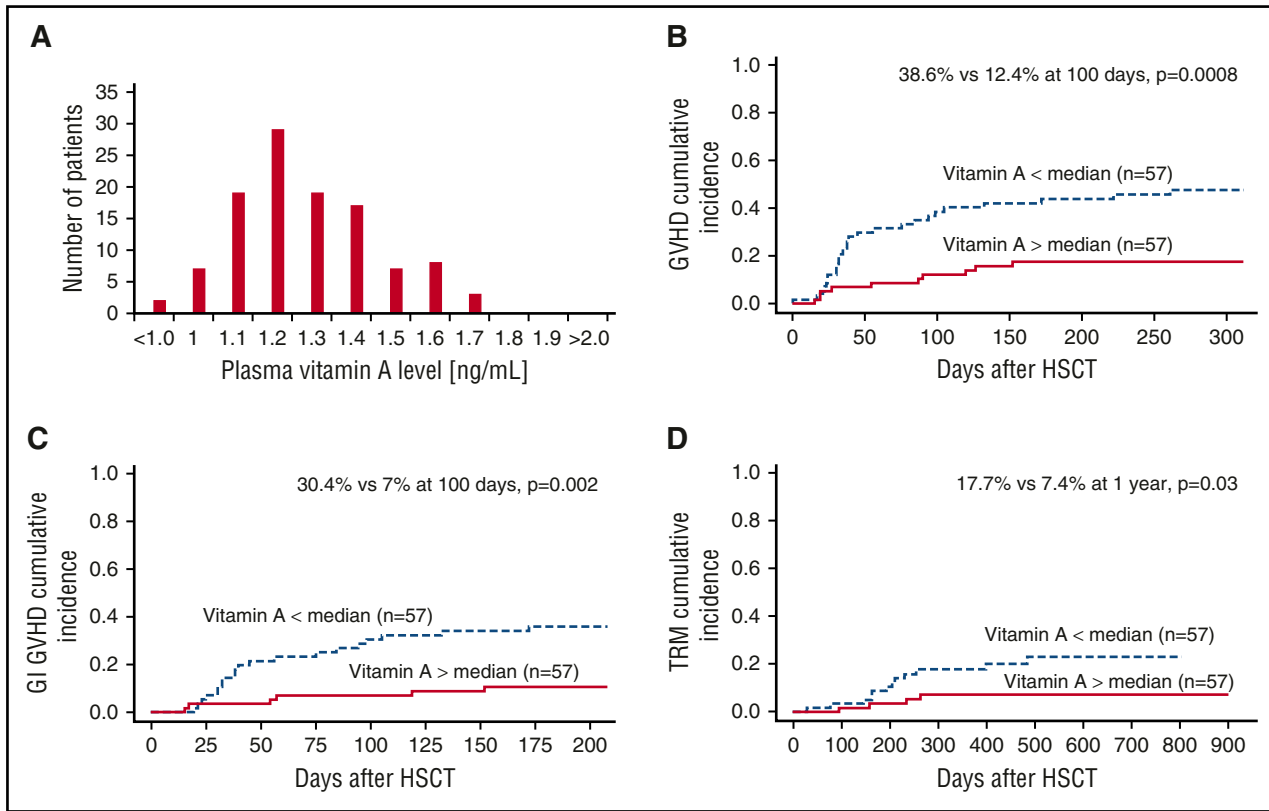 A
Number of patients
35
30
25
20
15
10
5
0
<1.0 1 1.1 1.2 1.3 1.4 1.5 1.6 1.7 1.8 1.9 >2.0
Plasma vitamin A level [ng/mL]
B
GVHD cumulative
incidence
1.0
0.8
0.6
0.4
0.2
0.0
38.6% vs 12.4% at 100 days, p=0.0008
Vitamin A < median (n=57)
Vitamin A > median (n=57)
0 50 100 150 200 250 300
Days after HSCT
C
GI GVHD cumulative
incidence
1.0
0.8
0.6
0.4
0.2
0.0
30.4% vs 7% at 100 days, p=0.002
Vitamin A < median (n=57)
Vitamin A > median (n=57)
0 25 50 75 100 125 150 175 200
Days after HSCT
D
TRM cumulative
incidence
1.0
0.8
0.6
0.4
0.2
0.0
17.7% vs 7.4% at 1 year, p=0.03
Vitamin A < median (n=57)
Vitamin A > median (n=57)
0 100 200 300 400 500 600 700 800 900
Days after HSCT